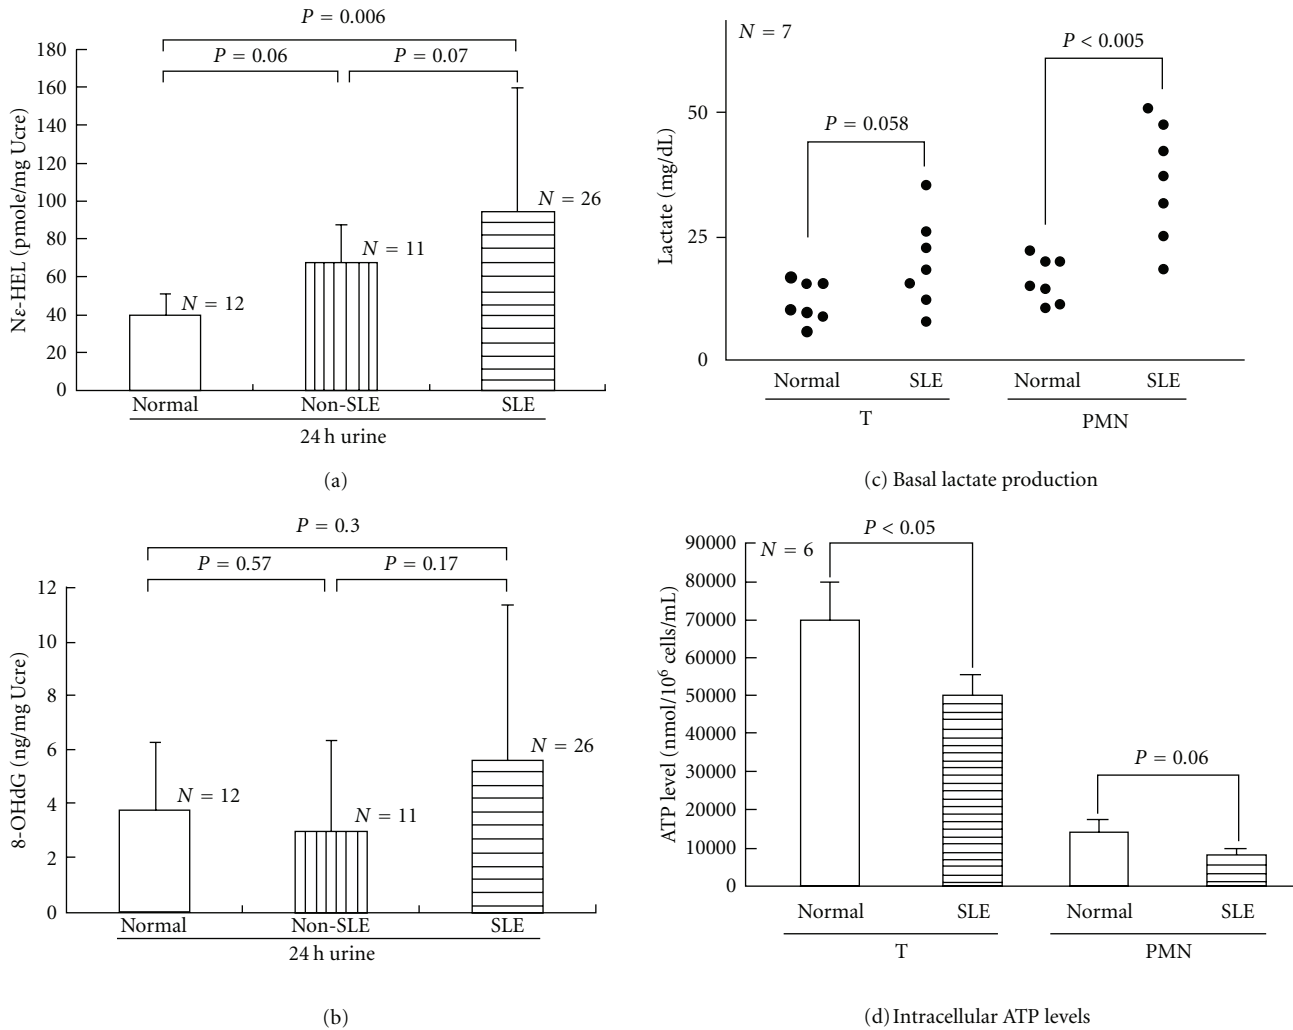 P = 0.006
P = 0.06
P = 0.07
180
160
140
120
100
80
60
40
20
0
Nε-HEL (pmole/mg Ucre)
N = 12
N = 11
N = 26
Normal
Non-SLE
SLE
24 h urine
(a)
P = 0.3
P = 0.57
P = 0.17
12
10
8
6
4
2
0
8-OHdG (ng/mg Ucre)
N = 12
N = 11
N = 26
Normal
Non-SLE
SLE
24 h urine
(b)
N = 7
P = 0.058
P < 0.005
50
25
0
Lactate (mg/dL)
Normal
SLE
Normal
SLE
T
PMN
(c) Basal lactate production
N = 6
P < 0.05
P = 0.06
90000
80000
70000
60000
50000
40000
30000
20000
10000
0
ATP level (nmol/10⁶ cells/mL)
Normal
SLE
Normal
SLE
T
PMN
(d) Intracellular ATP levels